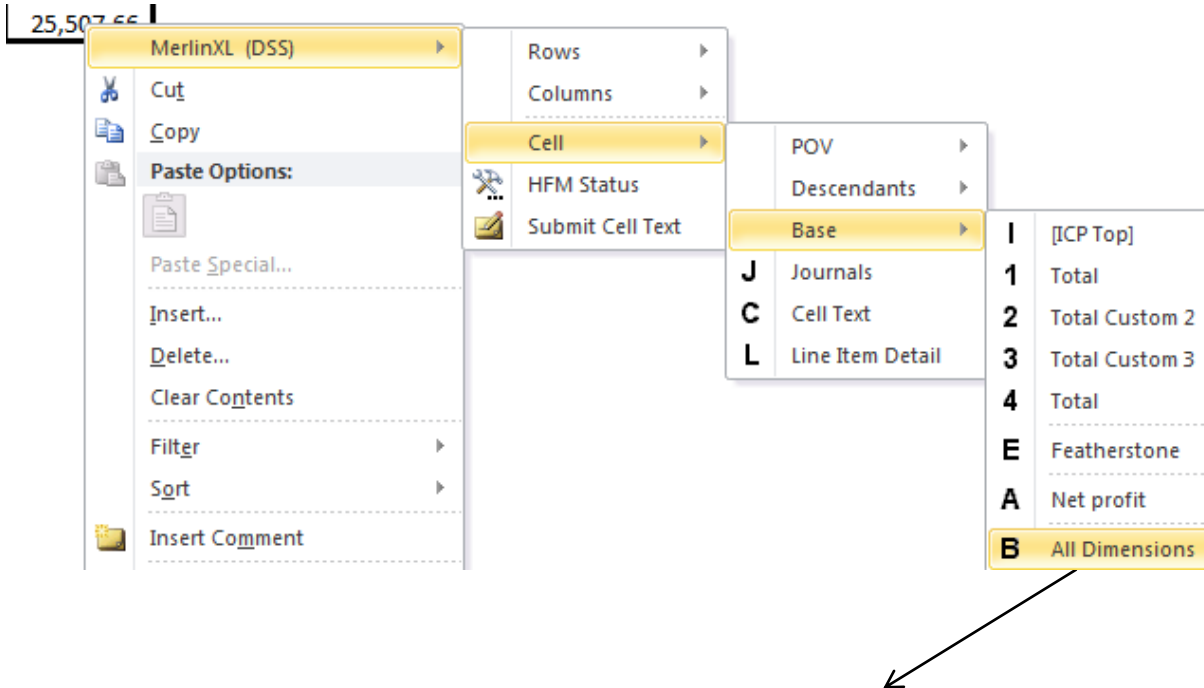 25,507.66
MerlinXL (DSS)
Cut
Copy
Paste Options:
Paste Special...
Insert...
Delete...
Clear Contents
Filter
Sort
Insert Comment
Rows
Columns
Cell
HFM Status
Submit Cell Text
POV
Descendants
Base
J Journals
C Cell Text
L Line Item Detail
I [ICP Top]
1 Total
2 Total Custom 2
3 Total Custom 3
4 Total
E Featherstone
A Net profit
B All Dimensions